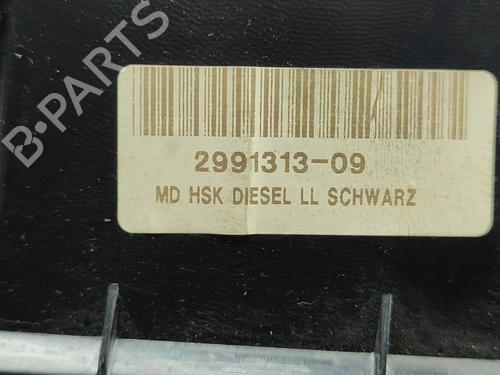 B-PARTS
2991313-09
MD HSK DIESEL LL SCHWARZ